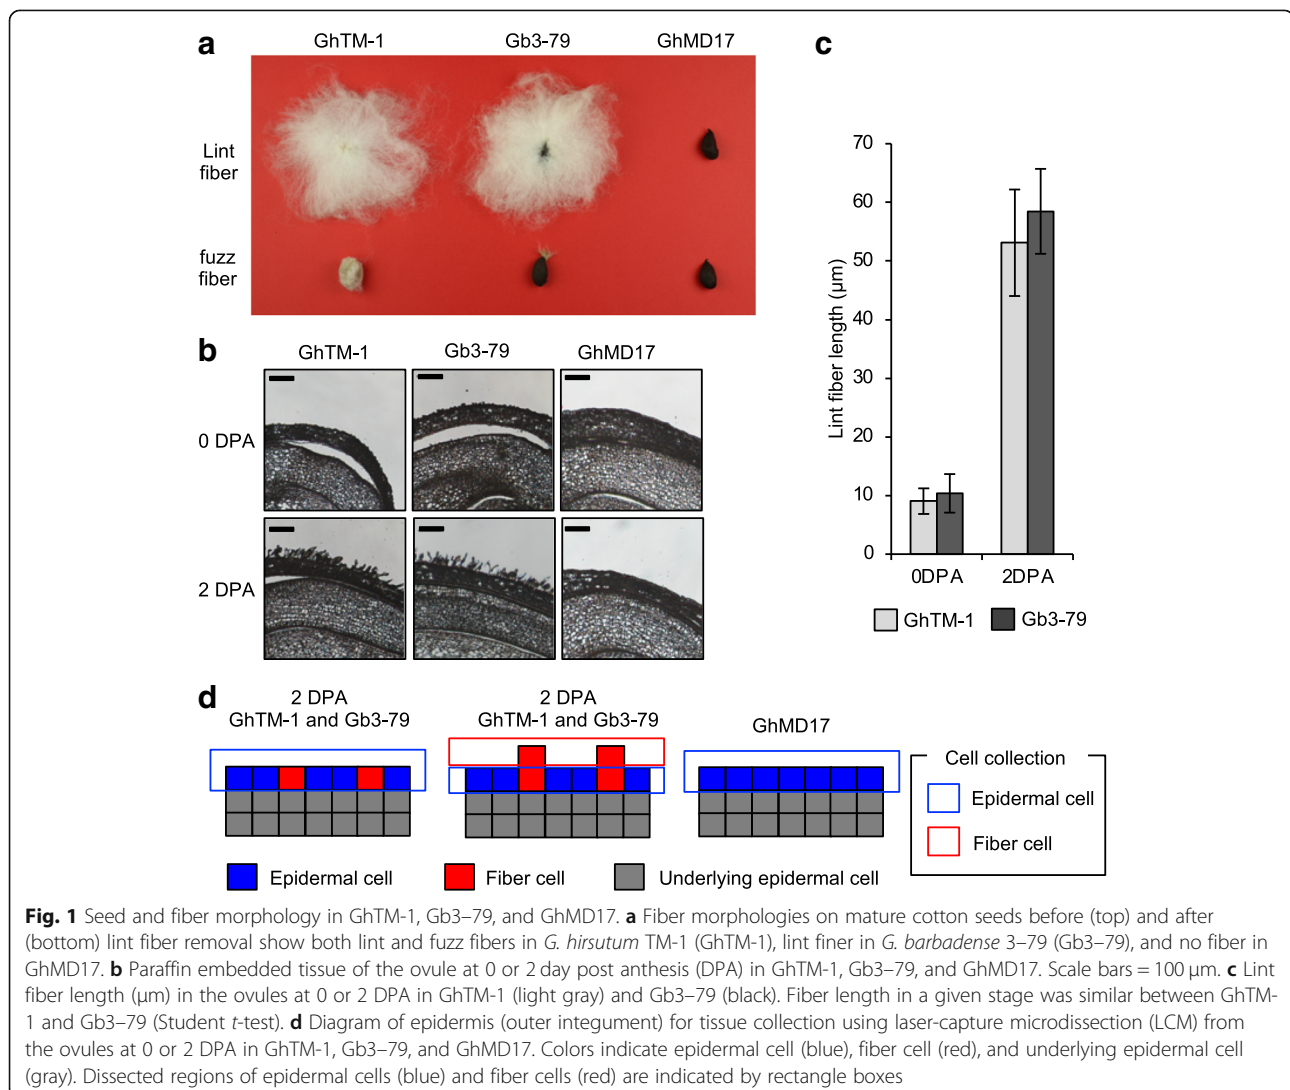 a
GhTM-1
Gb3-79
GhMD17
Lint
fiber
fuzz
fiber
b
GhTM-1
Gb3-79
GhMD17
0 DPA
2 DPA
c
70
60
50
40
30
20
10
0
Lint fiber length (µm)
0DPA
2DPA
GhTM-1
Gb3-79
d
2 DPA
GhTM-1 and Gb3-79
2 DPA
GhTM-1 and Gb3-79
GhMD17
Cell collection
Epidermal cell
Fiber cell
Epidermal cell
Fiber cell
Underlying epidermal cell
Fig. 1 Seed and fiber morphology in GhTM-1, Gb3–79, and GhMD17. a Fiber morphologies on mature cotton seeds before (top) and after
(bottom) lint fiber removal show both lint and fuzz fibers in G. hirsutum TM-1 (GhTM-1), lint finer in G. barbadense 3–79 (Gb3–79), and no fiber in
GhMD17. b Paraffin embedded tissue of the ovule at 0 or 2 day post anthesis (DPA) in GhTM-1, Gb3–79, and GhMD17. Scale bars = 100 µm. c Lint
fiber length (µm) in the ovules at 0 or 2 DPA in GhTM-1 (light gray) and Gb3–79 (black). Fiber length in a given stage was similar between GhTM-
1 and Gb3–79 (Student t-test). d Diagram of epidermis (outer integument) for tissue collection using laser-capture microdissection (LCM) from
the ovules at 0 or 2 DPA in GhTM-1, Gb3–79, and GhMD17. Colors indicate epidermal cell (blue), fiber cell (red), and underlying epidermal cell
(gray). Dissected regions of epidermal cells (blue) and fiber cells (red) are indicated by rectangle boxes